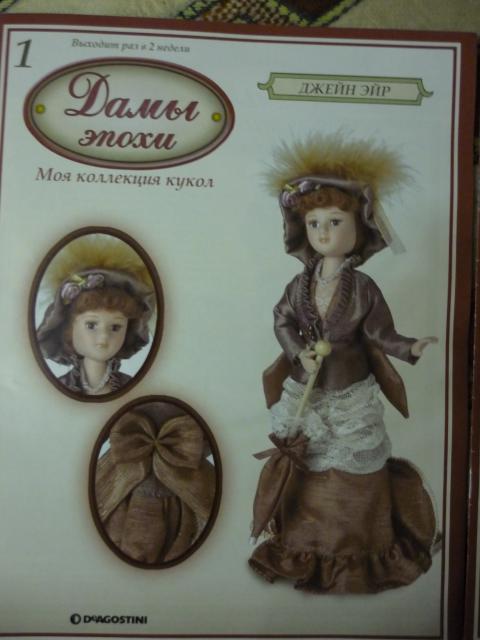 1
Выходит раз в 2 недели
Дамы
эпохи
Моя коллекция кукол
ДЖЕЙН ЭЙР
DEAGOSTINI